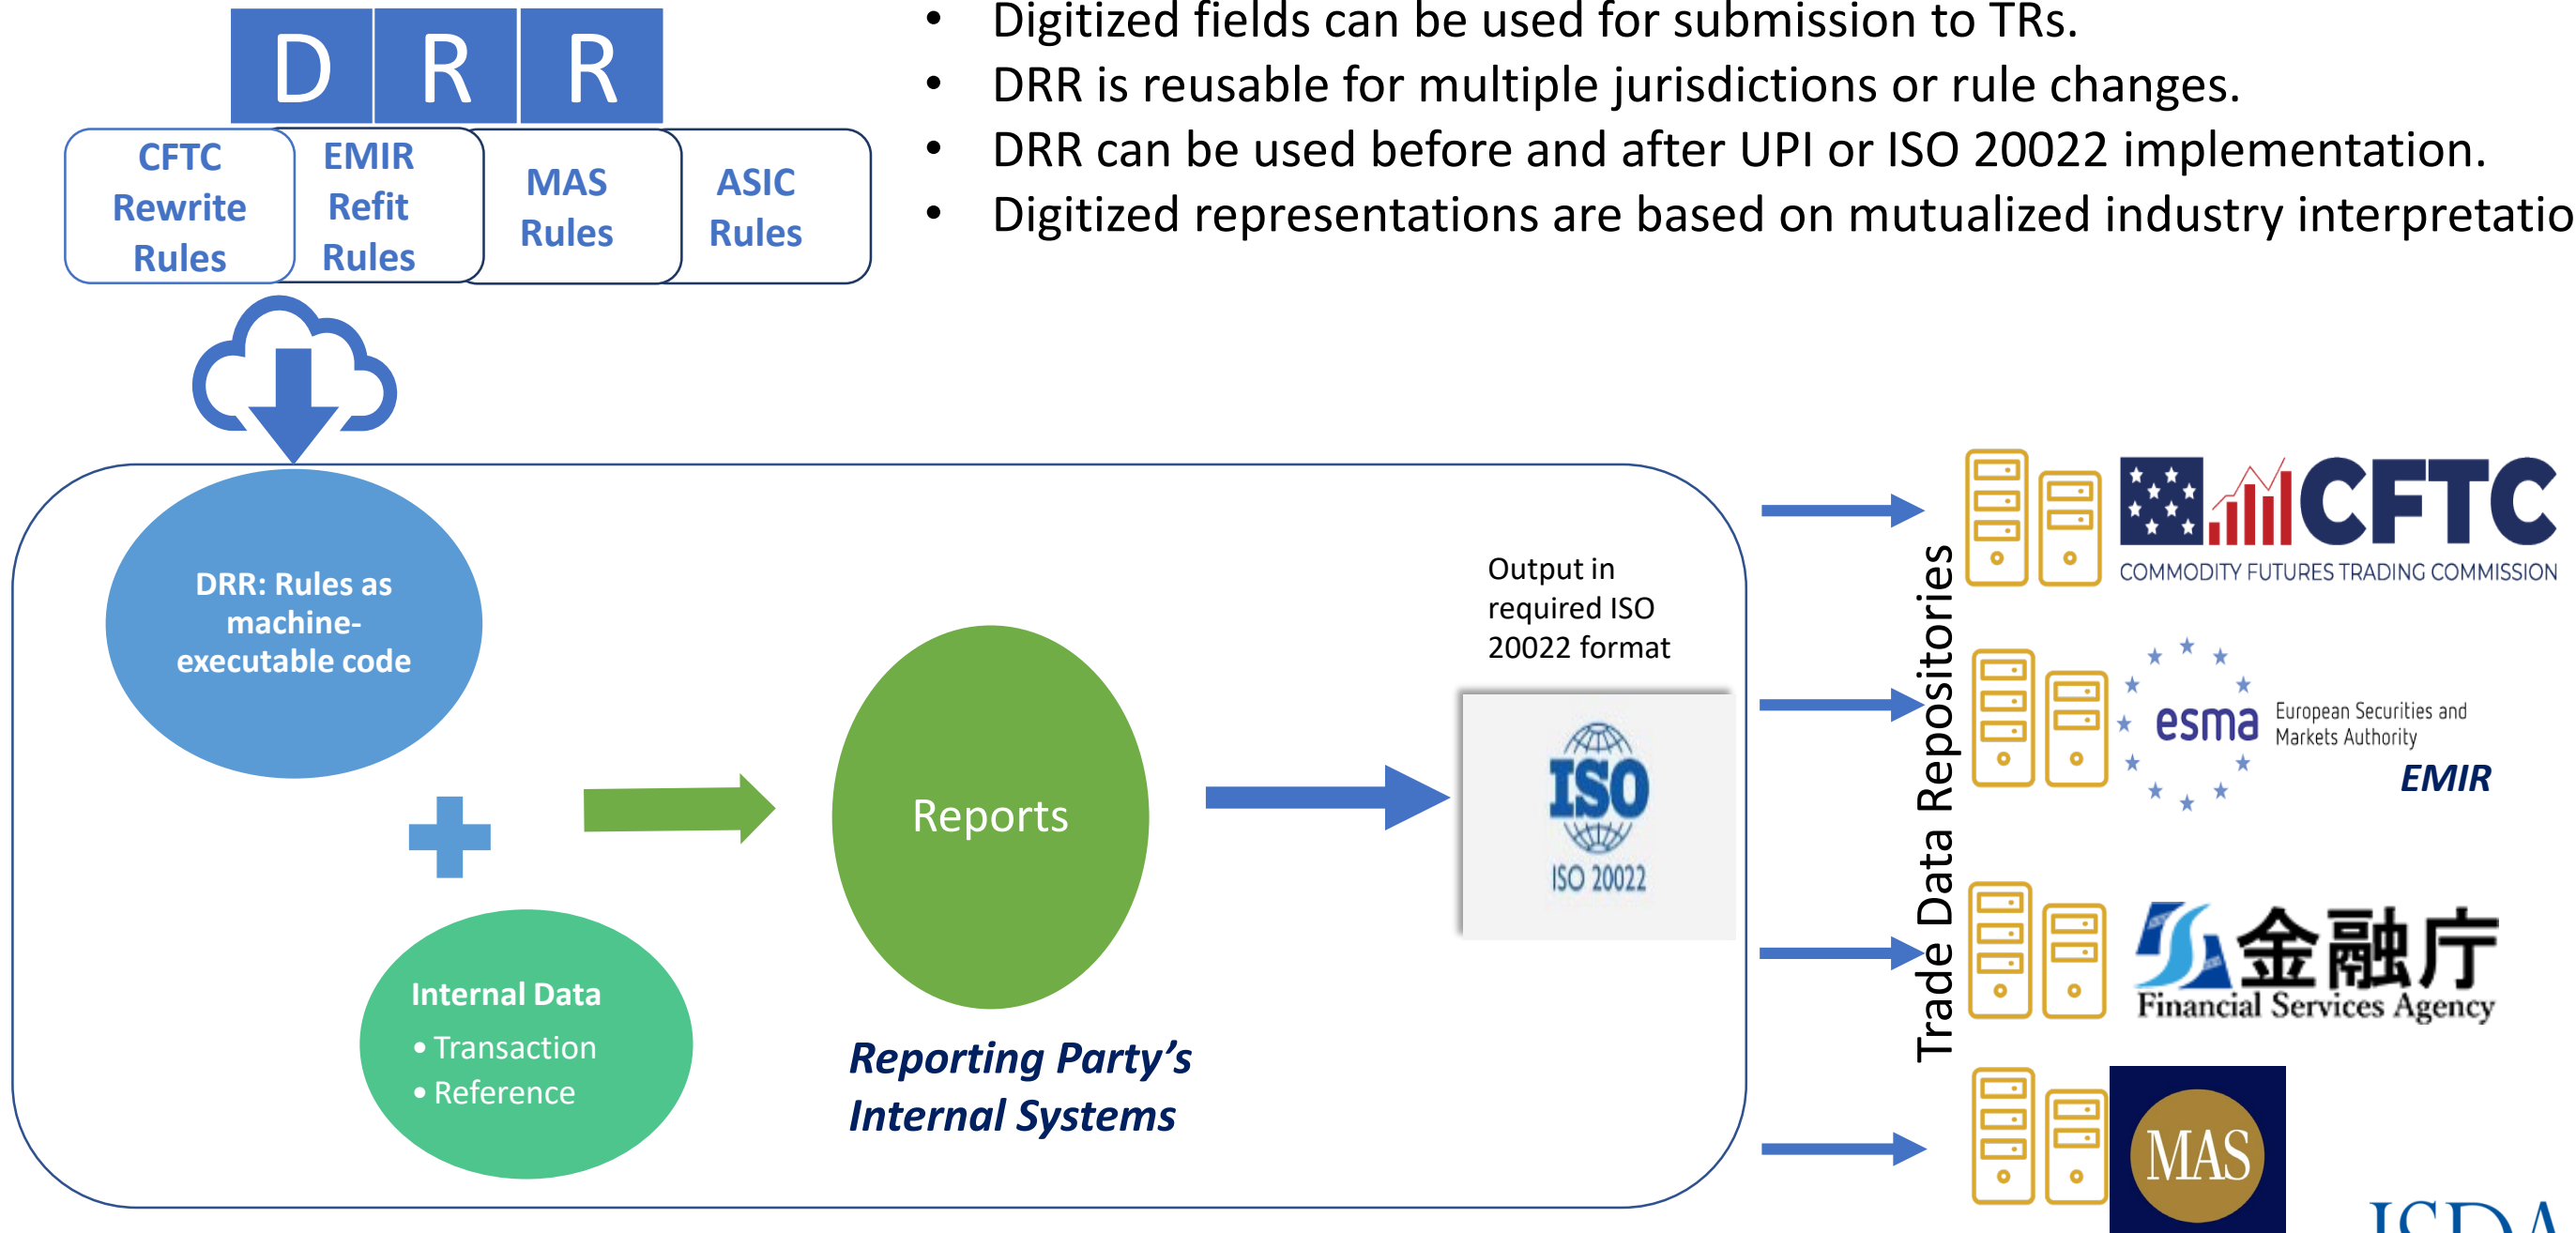 D R R
CFTC
Rewrite
Rules
EMIR
Refit
Rules
MAS
Rules
ASIC
Rules
• Digitized fields can be used for submission to TRs.
• DRR is reusable for multiple jurisdictions or rule changes.
• DRR can be used before and after UPI or ISO 20022 implementation.
• Digitized representations are based on mutualized industry interpretatio
DRR: Rules as
machine-
executable code
Internal Data
• Transaction
• Reference
Reports
Reporting Party’s
Internal Systems
Output in
required ISO
20022 format
ISO
ISO 20022
Trade Data Repositories
CFTC
COMMODITY FUTURES TRADING COMMISSION
esma
European Securities and
Markets Authority
EMIR
金融庁
Financial Services Agency
MAS
ISDA